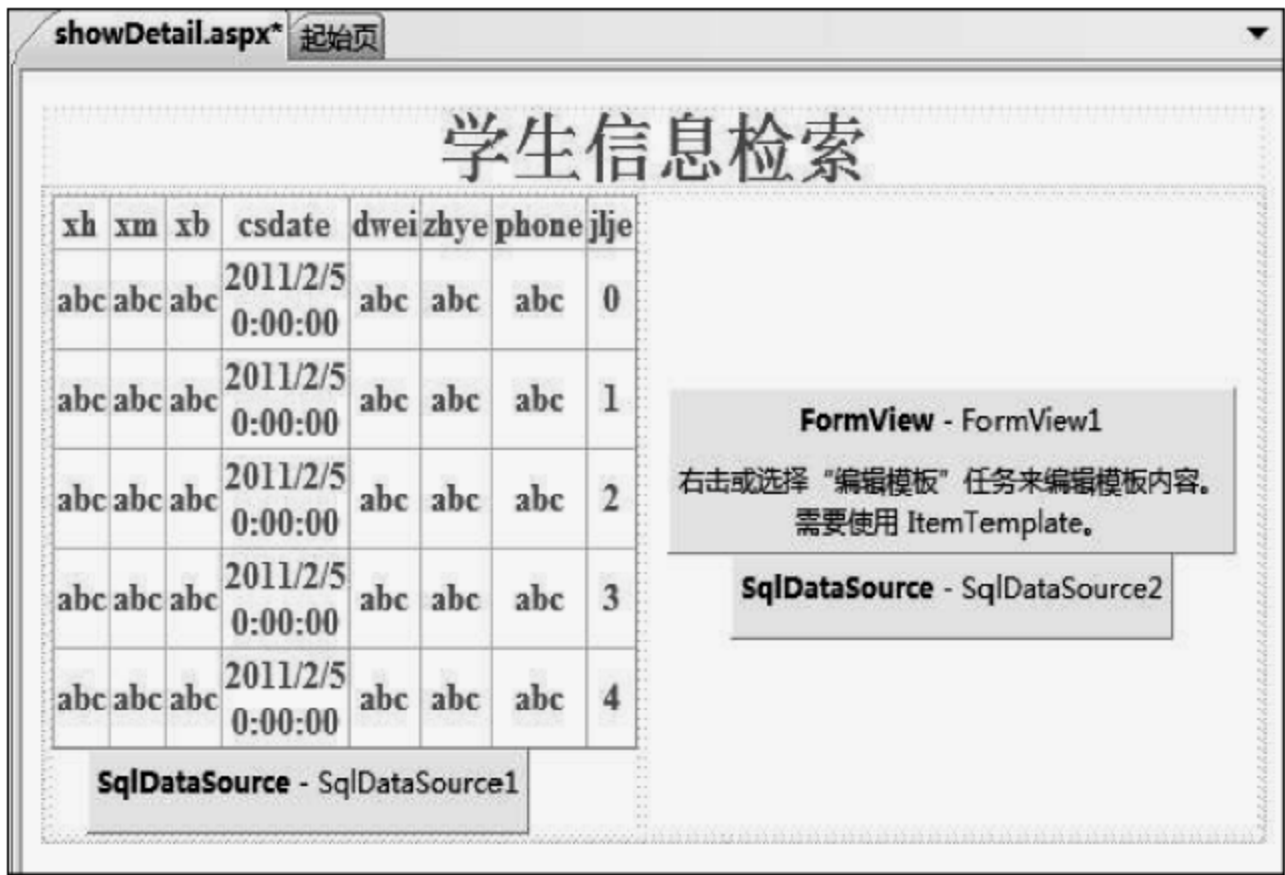 showDetail.aspx* 起始页
学生信息检索
xh xm xb csdate dwei zhye phone jlje
abc abc abc 2011/2/5 0:00:00 abc abc abc 0
abc abc abc 2011/2/5 0:00:00 abc abc abc 1
abc abc abc 2011/2/5 0:00:00 abc abc abc 2
abc abc abc 2011/2/5 0:00:00 abc abc abc 3
abc abc abc 2011/2/5 0:00:00 abc abc abc 4
SqlDataSource - SqlDataSource1
FormView - FormView1
右击或选择“编辑模板”任务来编辑模板内容。
需要使用 ItemTemplate。
SqlDataSource - SqlDataSource2